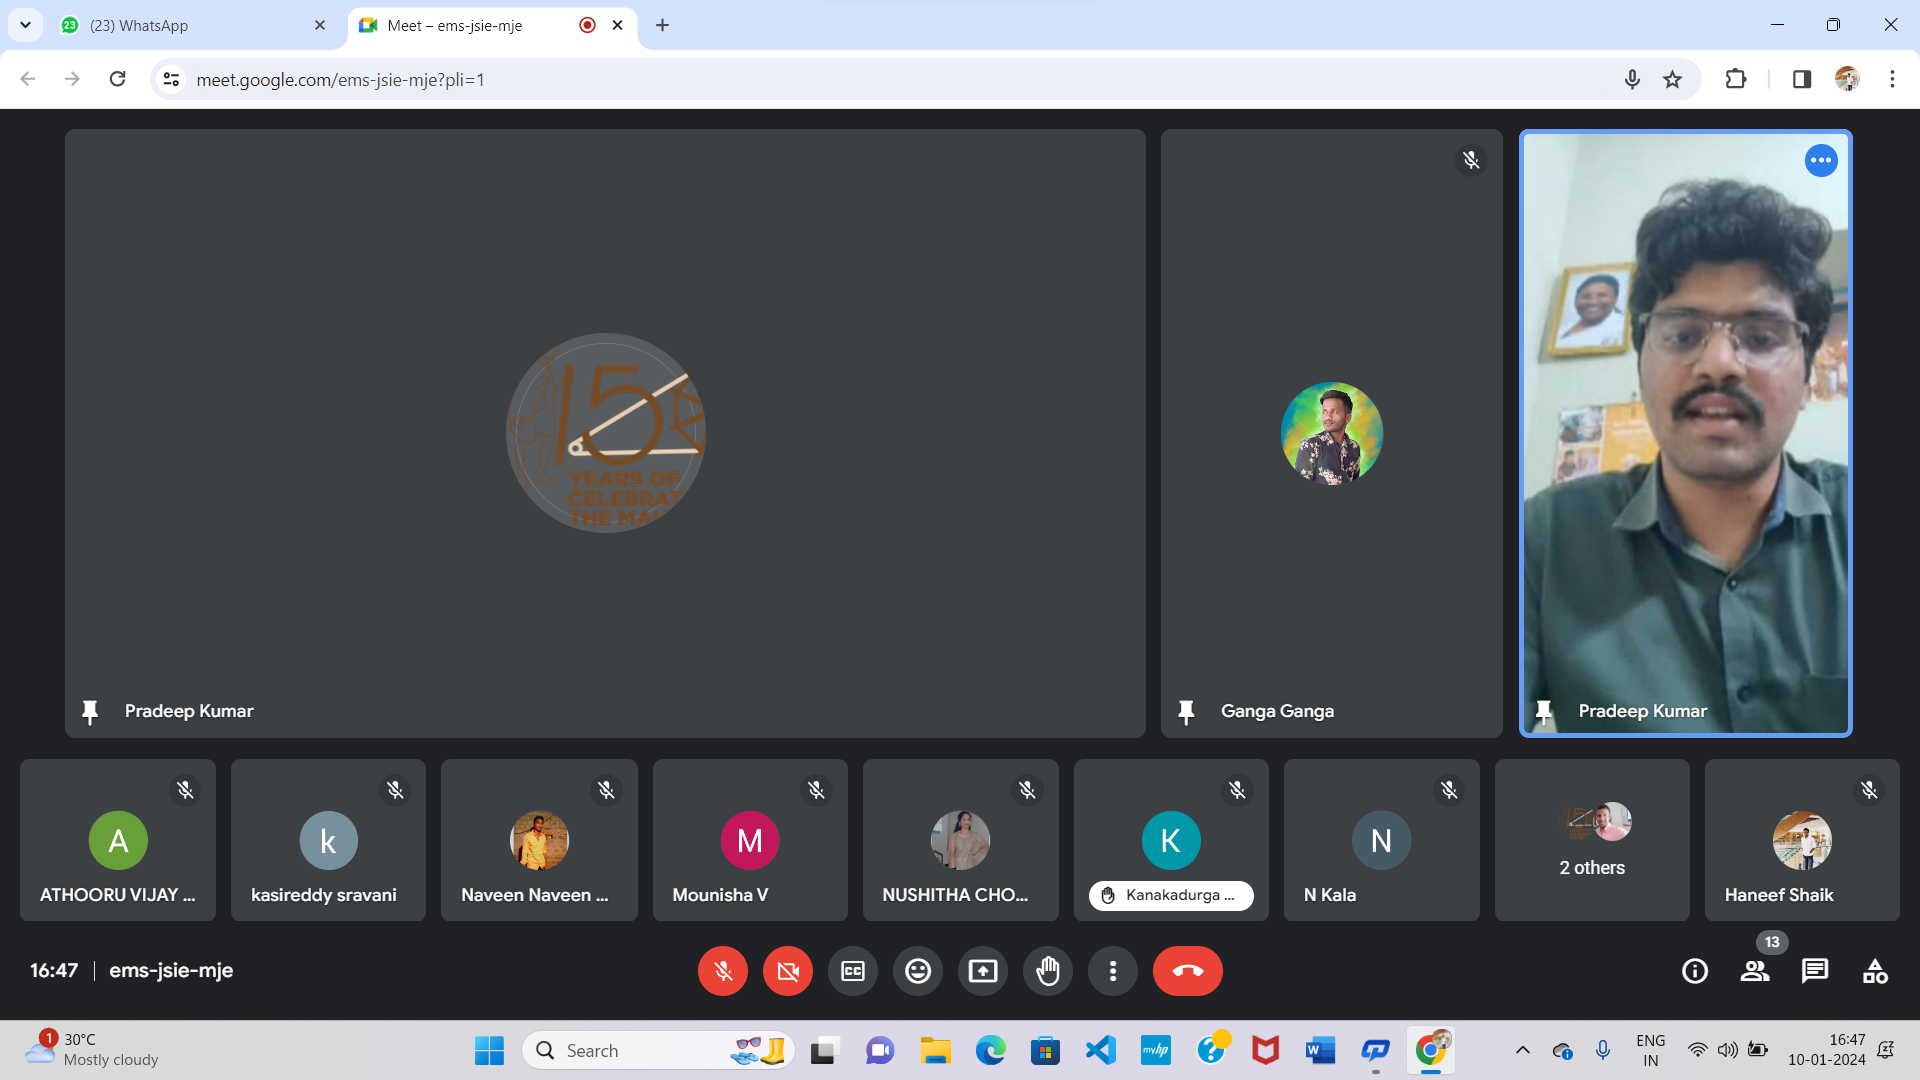 (23) WhatsApp
Meet – ems-jsie-mje
meet.google.com/ems-jsie-mje?pli=1
15
YEARS OF
CELEBRAT
THE MA
Pradeep Kumar
Ganga Ganga
Pradeep Kumar
A
k
M
K
N
2 others
ATHOORU VIJAY ...
kasireddy sravani
Naveen Naveen ...
Mounisha V
NUSHITHA CHO...
Kanakadurga ...
N Kala
Haneef Shaik
13
16:47
ems-jsie-mje
1
30°C
Mostly cloudy
Search
myhp
ENG
IN
16:47
10-01-2024